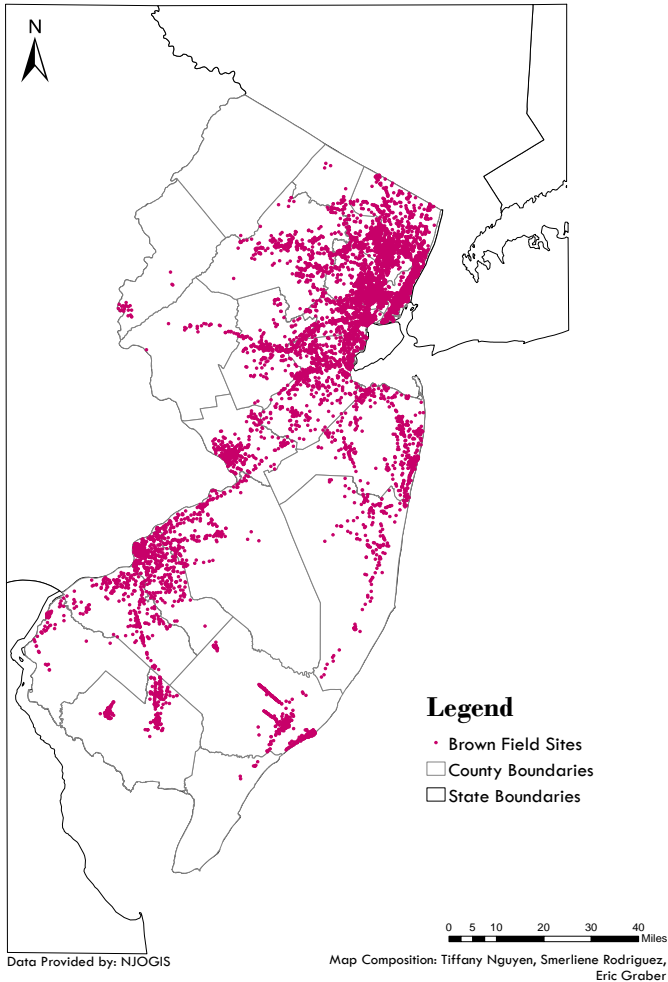 N
Legend
Brown Field Sites
County Boundaries
State Boundaries
0 5 10 20 30 40
Miles
Data Provided by: NJOGIS
Map Composition: Tiffany Nguyen, Smerliene Rodriguez,
Eric Graber